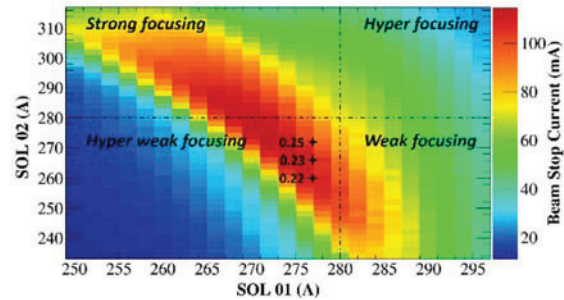 Strong focusing
Hyper focusing
Hyper weak focusing
Weak focusing
0.25
0.23
0.22
310
300
290
280
270
260
250
240
SOL 02 (A)
250 255 260 265 270 275 280 285 290 295
SOL 01 (A)
100
80
60
40
20
Beam Stop Current (mA)